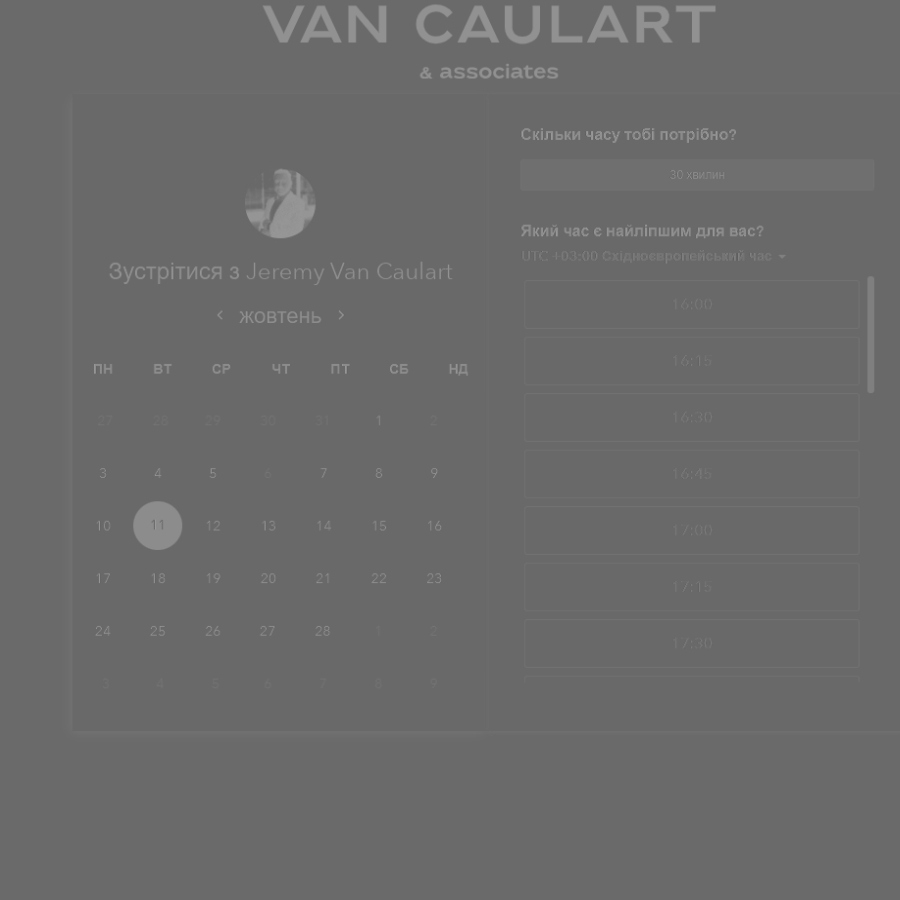 VAN CAULART
& associates
Зустрітися з Jeremy Van Caulart
жовтень
ПН ВТ СР ЧТ ПТ СБ НД
27 28 29 30 31 1 2
3 4 5 6 7 8 9
10 11 12 13 14 15 16
17 18 19 20 21 22 23
24 25 26 27 28 1 2
3 4 5 6 7 8 9
Скільки часу тобі потрібно?
30 хвилин
Який час є найліпшим для вас?
UTC +03:00 Східноєвропейський час
16:00
16:15
16:30
16:45
17:00
17:15
17:30